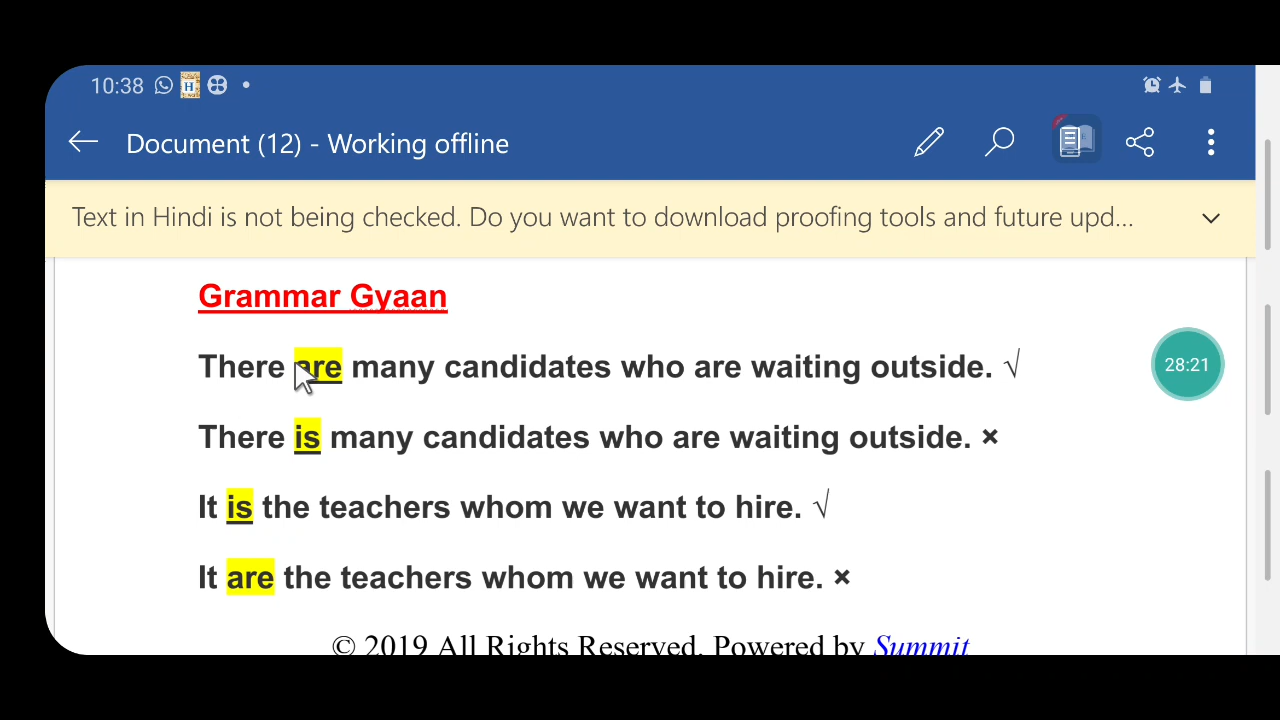 10:38
Document (12) - Working offline
Text in Hindi is not being checked. Do you want to download proofing tools and future upd...
Grammar Gyaan
There are many candidates who are waiting outside. √
28:21
There is many candidates who are waiting outside. ×
It is the teachers whom we want to hire. √
It are the teachers whom we want to hire. ×
© 2019 All Rights Reserved. Powered by Summit